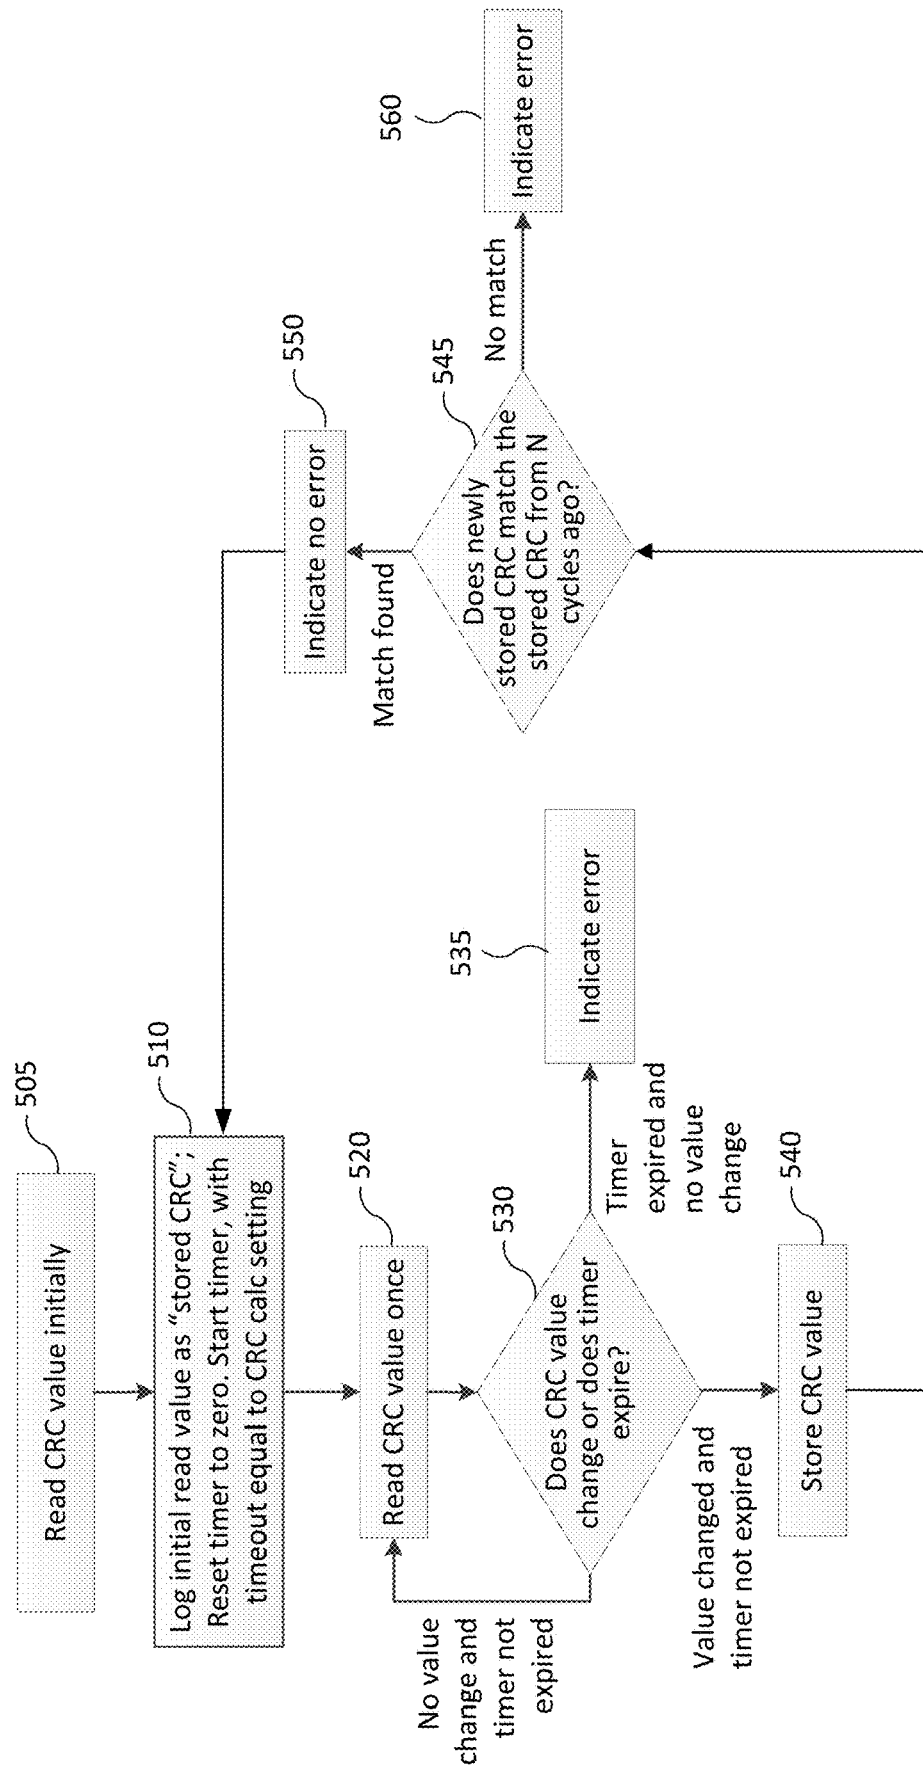 505
Read CRC value initially
510
Log initial read value as “stored CRC”;
Reset timer to zero. Start timer, with
timeout equal to CRC calc setting
520
Read CRC value once
530
Does CRC value
change or does timer
expire?
No value
change and
timer not
expired
Timer
expired and
no value
change
535
Indicate error
Value changed and
timer not expired
540
Store CRC value
545
Does newly
stored CRC match the
stored CRC from N
cycles ago?
Match found
550
Indicate no error
No match
560
Indicate error